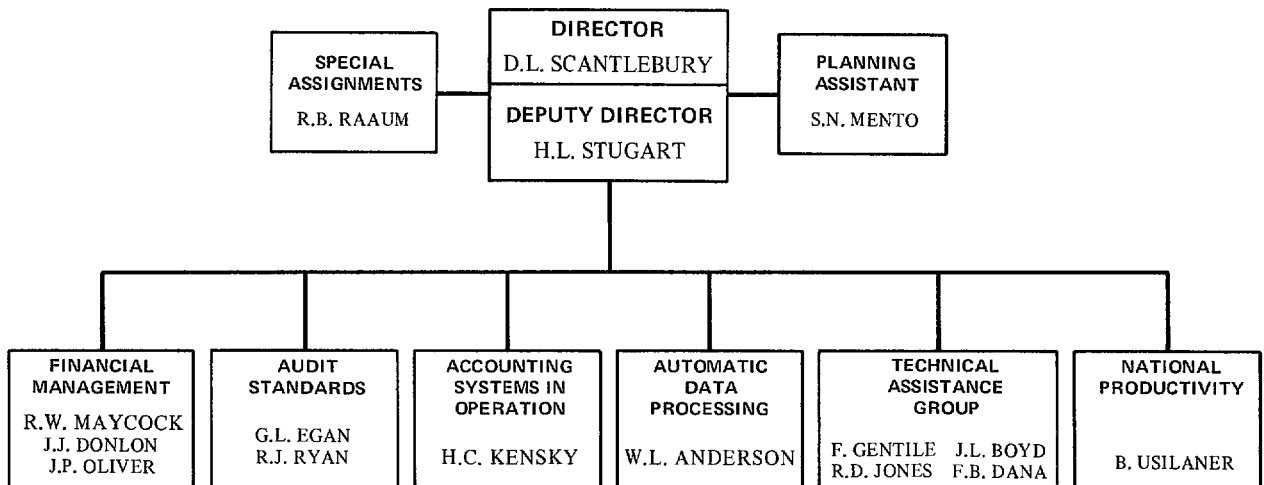 DIRECTOR
D.L. SCANTLEBURY
DEPUTY DIRECTOR
H.L. STUGART
SPECIAL
ASSIGNMENTS
R.B. RAAUM
PLANNING
ASSISTANT
S.N. MENTO
FINANCIAL
MANAGEMENT
R.W. MAYCOCK
J.J. DONLON
J.P. OLIVER
AUDIT
STANDARDS
G.L. EGAN
R.J. RYAN
ACCOUNTING
SYSTEMS IN
OPERATION
H.C. KENSKY
AUTOMATIC
DATA
PROCESSING
W.L. ANDERSON
TECHNICAL
ASSISTANCE
GROUP
F. GENTILE J.L. BOYD
R.D. JONES F.B. DANA
NATIONAL
PRODUCTIVITY
B. USILANER